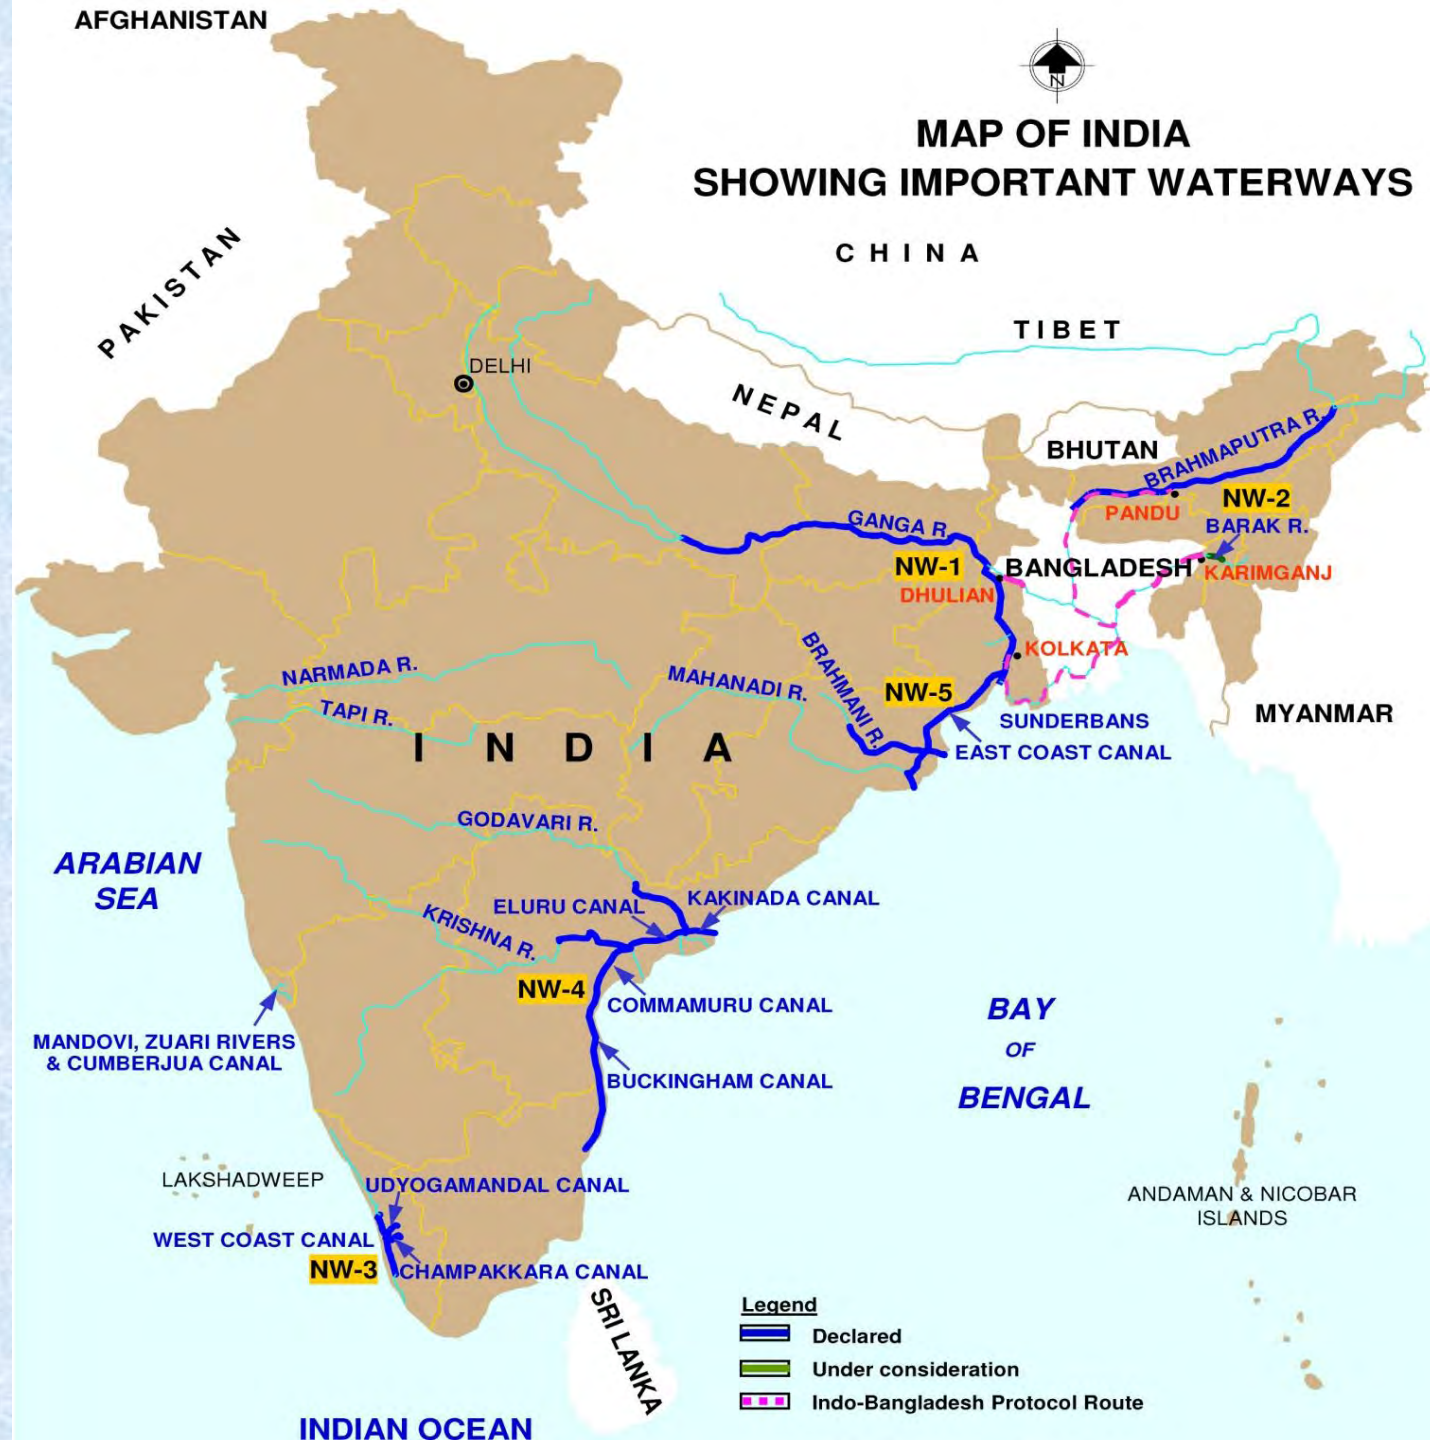 AFGHANISTAN
N
MAP OF INDIA
SHOWING IMPORTANT WATERWAYS
CHINA
PAKISTAN
TIBET
DELHI
NEPAL
BHUTAN
BRAHMAPUTRA R.
NW-2
PANDU
BARAK R.
GANGA R.
NW-1
BANGLADESH
KARIMGANJ
DHULIAN
KOLKATA
BRAHMANI R.
NARMADA R.
MAHANADI R.
NW-5
TAPI R.
SUNDERBANS
MYANMAR
INDIA
EAST COAST CANAL
GODAVARI R.
ARABIAN
SEA
ELURU CANAL
KAKINADA CANAL
KRISHNA R.
NW-4
COMMAMURU CANAL
BAY
OF
BENGAL
MANDOVI, ZUARI RIVERS
& CUMBERJUA CANAL
BUCKINGHAM CANAL
LAKSHADWEEP
UDYOGAMANDAL CANAL
ANDAMAN & NICOBAR
ISLANDS
WEST COAST CANAL
NW-3
CHAMPAKKARA CANAL
SRI LANKA
Legend
Declared
Under consideration
Indo-Bangladesh Protocol Route
INDIAN OCEAN